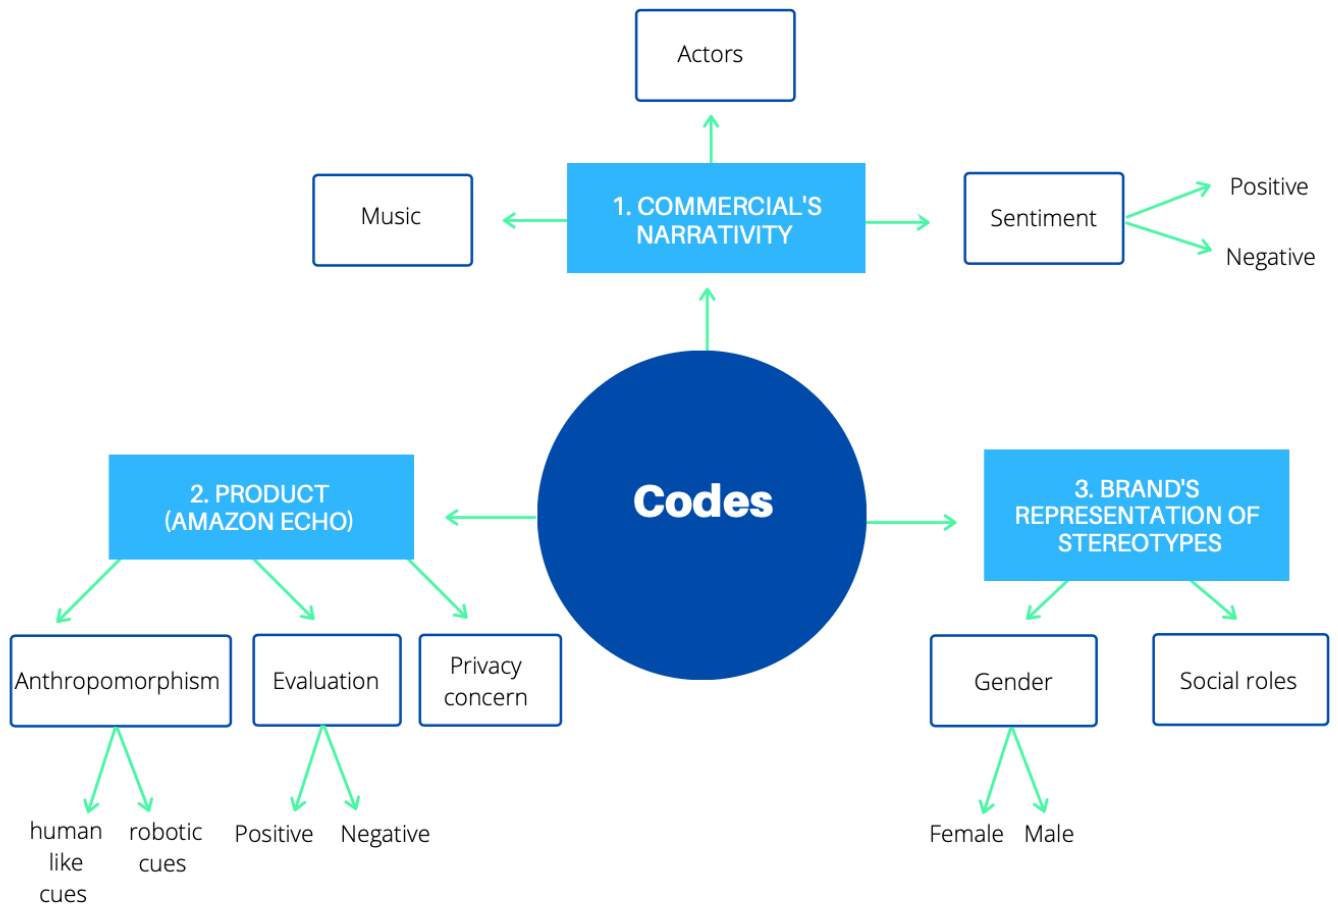 Actors
Music
1. COMMERCIAL'S
NARRATIVITY
Sentiment
Positive
Negative
Codes
2. PRODUCT
(AMAZON ECHO)
3. BRAND'S
REPRESENTATION OF
STEREOTYPES
Anthropomorphism
Evaluation
Privacy
concern
Gender
Social roles
human
like
cues
robotic
cues
Positive
Negative
Female
Male